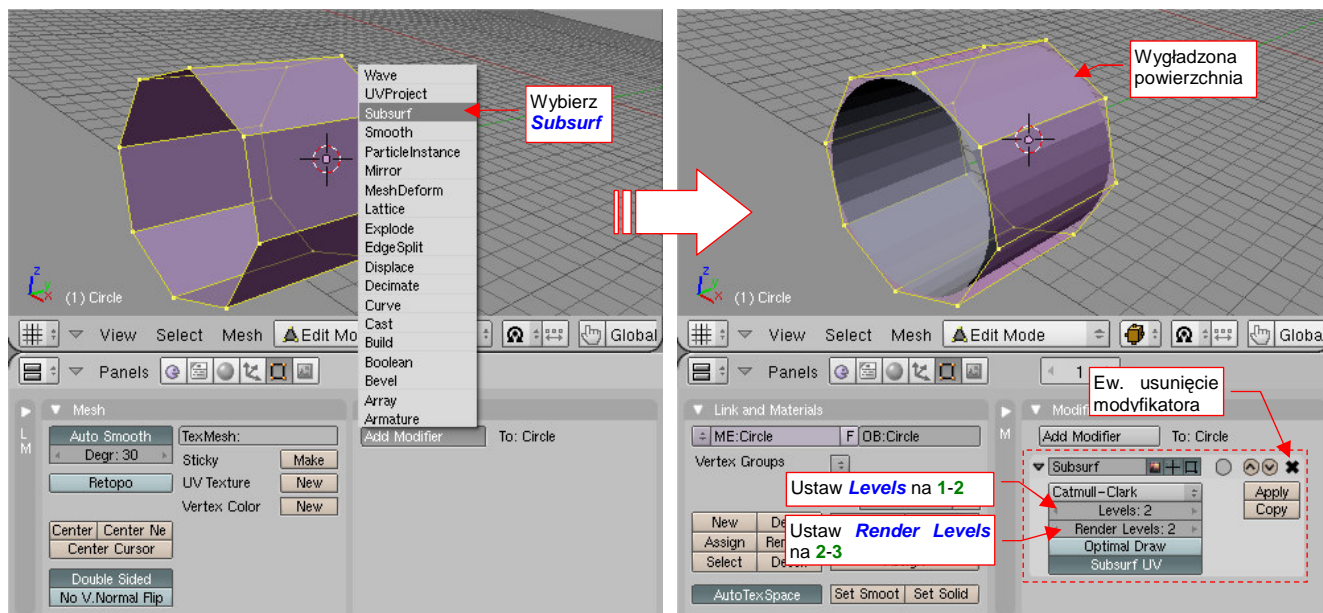 Wave
UVProject
Subsurf
Smooth
ParticleInstance
Mirror
MeshDeform
Lattice
Explode
EdgeSplit
Displace
Decimate
Curve
Cast
Build
Boolean
Bevel
Array
Armature
Wybierz
Subsurf
z
y
x
(1) Circle
View Select Mesh Edit Mo Global
Panels
L
M
Mesh
Auto Smooth
Degr: 30
Retopo
TexMesh:
Sticky Make
UV Texture New
Vertex Color New
Center Center Ne
Center Cursor
Double Sided
No V.Normal Flip
Add Modifier To: Circle
Wygładzona
powierzchnia
z
y
x
(1) Circle
View Select Mesh Edit Mode Globa
Panels 1
Ew. usunięcie
modyfikatora
Link and Materials
ME:Circle F OB:Circle
Vertex Groups
Ustaw Levels na 1-2
Ustaw Render Levels
na 2-3
New
Assign
Select
AutoTexSpace Set Smoot Set Solid
M
Modif
Add Modifier To: Circle
Subsurf
Catmull-Clark
Levels: 2
Render Levels: 2
Optimal Draw
Subsurf UV
Apply
Copy